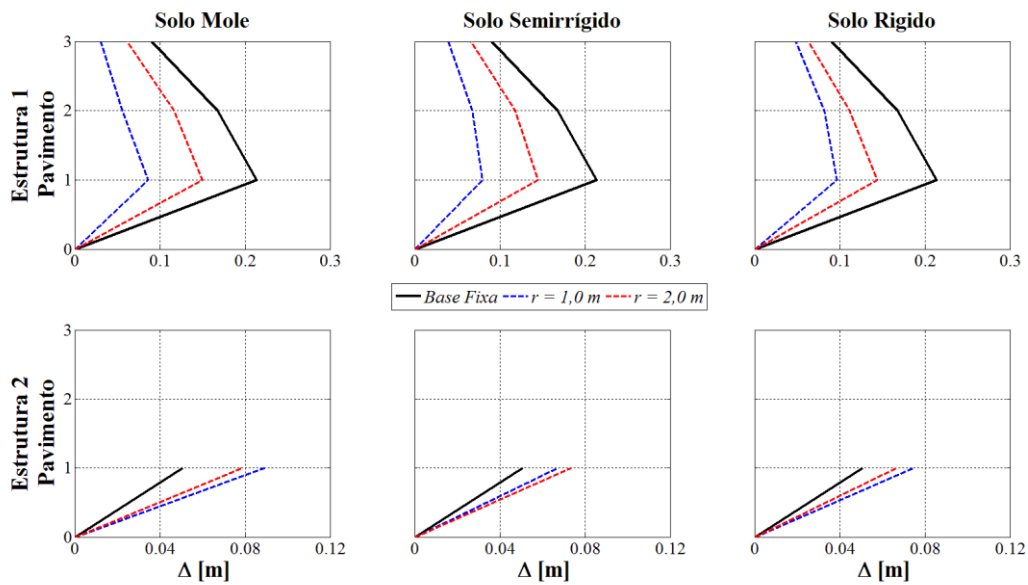 Solo Mole
Solo Semirrígido
Solo Rigido
Estrutura 1
Pavimento
3
2
1
0
0 0.1 0.2 0.3
3
2
1
0
0 0.1 0.2 0.3
3
2
1
0
0 0.1 0.2 0.3
Base Fixa r = 1,0 m r = 2,0 m
Estrutura 2
Pavimento
3
2
1
0
0 0.04 0.08 0.12
Δ [m]
3
2
1
0
0 0.04 0.08 0.12
Δ [m]
3
2
1
0
0 0.04 0.08 0.12
Δ [m]